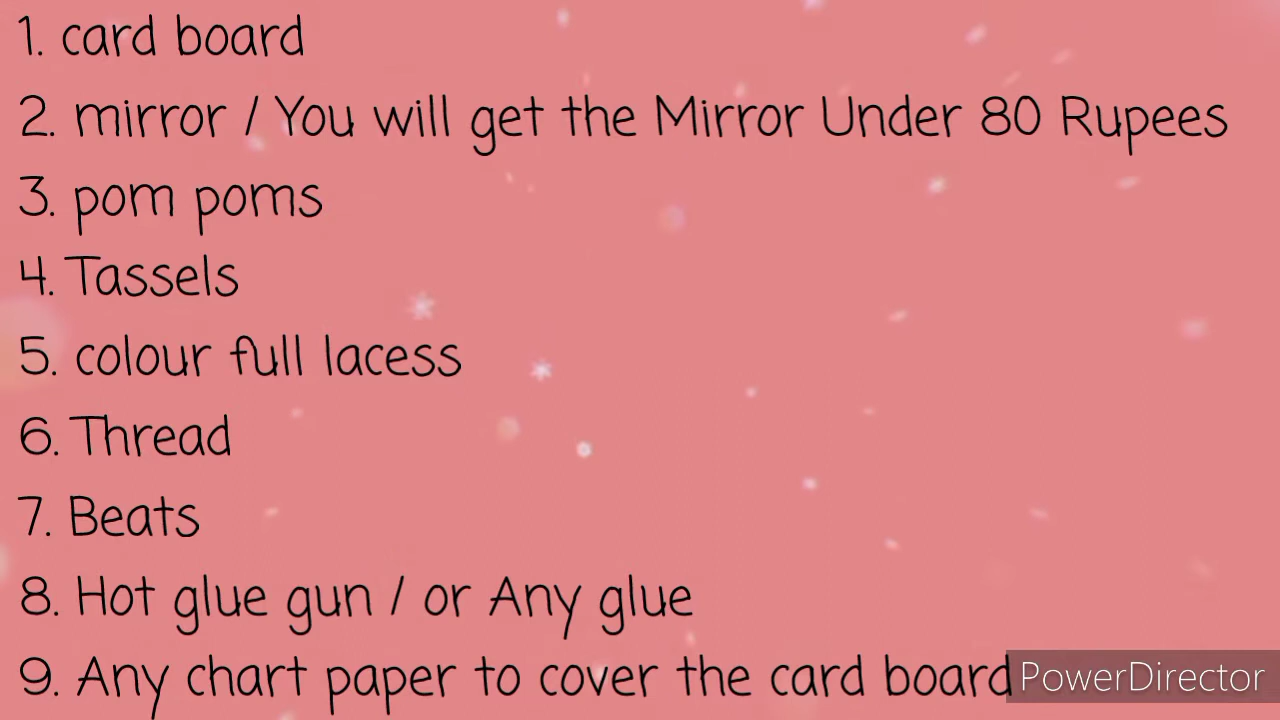 1. card board
2. mirror / You will get the Mirror Under 80 Rupees
3. pom poms
4. Tassels
5. colour full lacess
6. Thread
7. Beats
8. Hot glue gun / or Any glue
9. Any chart paper to cover the card board
PowerDirector